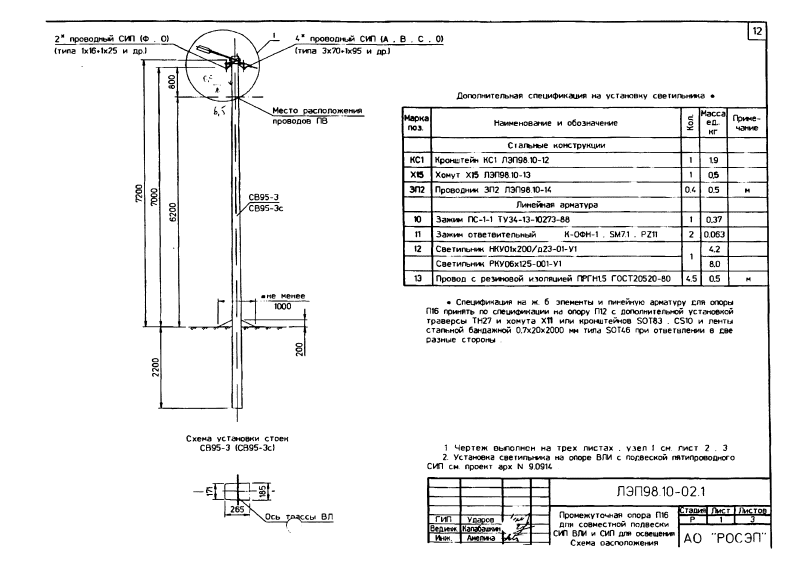 12
2* проводный СИП (Ф . О)
(типа 1х16+1х25 и др.)
1
4* проводный СИП (А , В , С , О)
(типа 3х70+1х95 и др.)
800
6,5
Место расположения
проводов ПВ
7200
7000
6200
СВ95-3
СВ95-3с
*не менее
1000
200
2200
Схема установки стоек
СВ95-3 (СВ95-3с)
171
185
265
Ось трассы ВЛ
Дополнительная спецификация на установку светильника *
Марка поз. Наименование и обозначение Кол. Масса ед. кг Приме-чание
Стальные конструкции
КС1 Кронштейн КС1 ЛЭП98.10-12 1 1.9
Х15 Хомут Х15 ЛЭП98.10-13 1 0,5
ЗП2 Проводник ЗП2 ЛЭП98.10-14 0.4 0.5 м
Линейная арматура
10 Зажим ПС-1-1 ТУ34-13-10273-88 1 0.37
11 Зажим ответвительный К-ОФН-1 . SM7.1 . PZ11 2 0.063
12 Светильник НКУ01х200/д23-01-У1 1 4.2
Светильник РКУ06х125-001-У1 8.0
13 Провод с резиновой изоляцией ПРГН1,5 ГОСТ20520-80 4.5 0.5 м
* Спецификация на ж. б элементы и линейную арматуру для опоры
П16 принять по спецификации на опору П12 с дополнительной установкой
траверсы ТН27 и хомута Х11 или кронштейнов SOT83 . CS10 и ленты
стальной бандажной 0,7х20х2000 мм типа SOT46 при ответвлении в две
разные стороны .
1 Чертеж выполнен на трех листах . узел 1 см. лист 2 . 3
2. Установка светильника на опоре ВЛИ с подвеской пятипроводного
СИП см. проект арх N 9.0914
ЛЭП98.10-02.1
ГИП Ударов
Вед.инж. Калабашкин
Инж. Амелина
Промежуточная опора П16
для совместной подвески
СИП ВЛИ и СИП для освещения
Схема расположения
Стадия Лист Листов
Р 1 3
АО "РОСЭП"